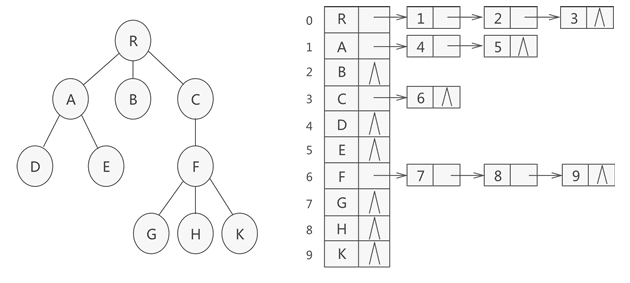 R
A B C
D E F
G H K
0 R 1 2 3 ∧
1 A 4 5 ∧
2 B ∧
3 C 6 ∧
4 D ∧
5 E ∧
6 F 7 8 9 ∧
7 G ∧
8 H ∧
9 K ∧